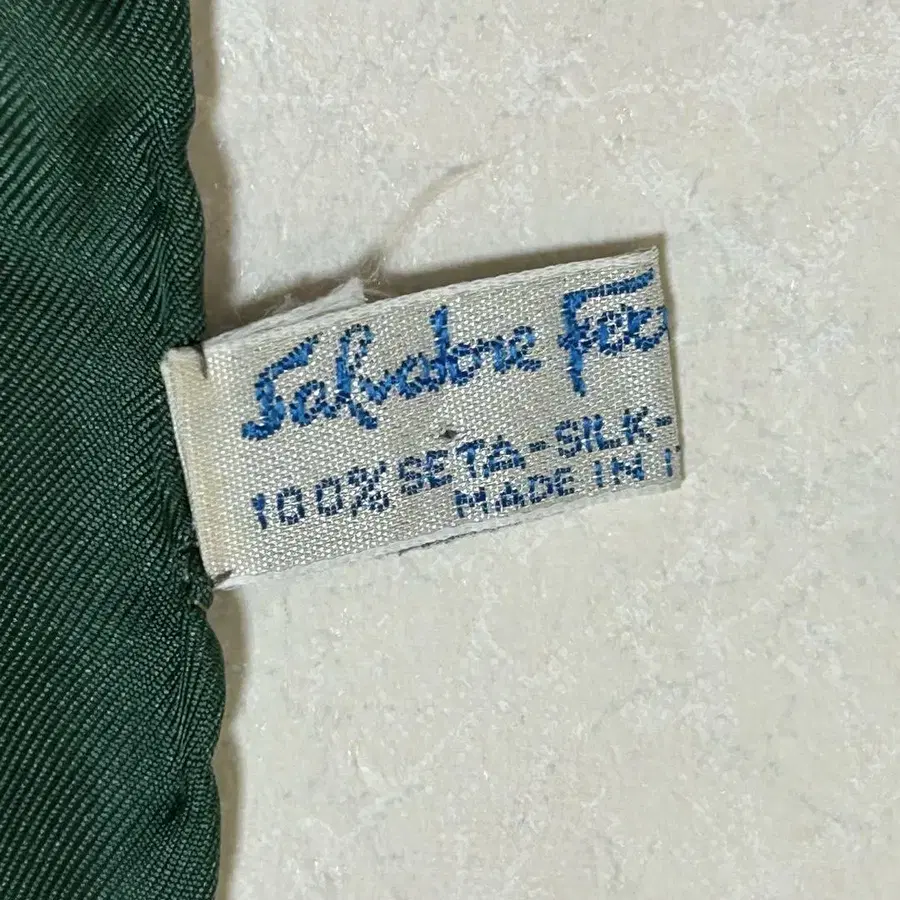 Salvatore Fe
100% SETA-SILK-
MADE IN I